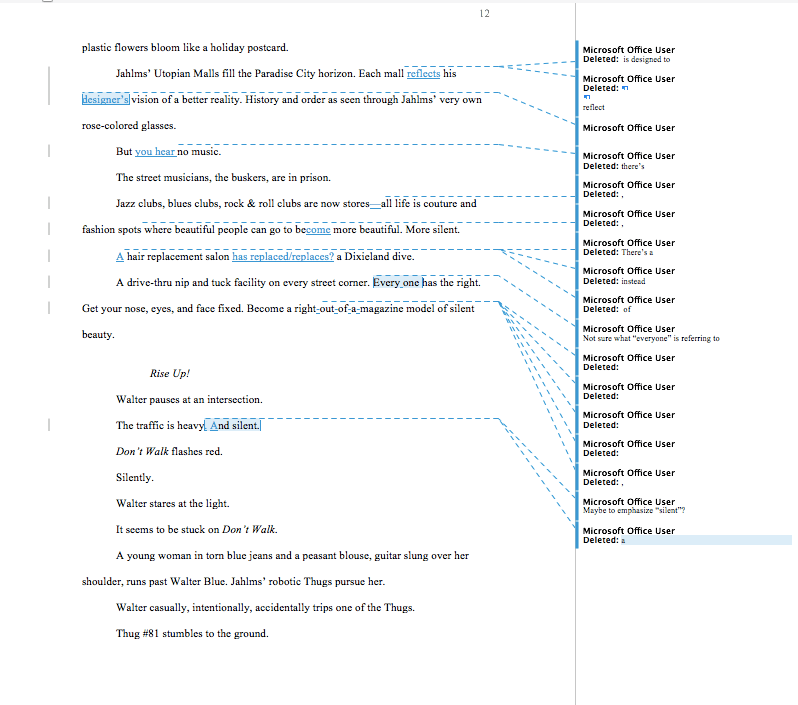 12
plastic flowers bloom like a holiday postcard.
Jahlms' Utopian Malls fill the Paradise City horizon. Each mall reflects his
designer's vision of a better reality. History and order as seen through Jahlms' very own
rose-colored glasses.
But you hear no music.
The street musicians, the buskers, are in prison.
Jazz clubs, blues clubs, rock & roll clubs are now stores—all life is couture and
fashion spots where beautiful people can go to become more beautiful. More silent.
A hair replacement salon has replaced/replaces? a Dixieland dive.
A drive-thru nip and tuck facility on every street corner. Every one has the right.
Get your nose, eyes, and face fixed. Become a right-out-of-a-magazine model of silent
beauty.
Rise Up!
Walter pauses at an intersection.
The traffic is heavy. And silent.
Don't Walk flashes red.
Silently.
Walter stares at the light.
It seems to be stuck on Don't Walk.
A young woman in torn blue jeans and a peasant blouse, guitar slung over her
shoulder, runs past Walter Blue. Jahlms' robotic Thugs pursue her.
Walter casually, intentionally, accidentally trips one of the Thugs.
Thug #81 stumbles to the ground.
Microsoft Office User
Deleted: is designed to
Microsoft Office User
Deleted:
reflect
Microsoft Office User
Microsoft Office User
Deleted: there's
Microsoft Office User
Deleted: ,
Microsoft Office User
Deleted: ,
Microsoft Office User
Deleted: There's a
Microsoft Office User
Deleted: instead
Microsoft Office User
Deleted: of
Microsoft Office User
Not sure what "everyone" is referring to
Microsoft Office User
Deleted:
Microsoft Office User
Deleted:
Microsoft Office User
Deleted:
Microsoft Office User
Deleted:
Microsoft Office User
Deleted: ,
Microsoft Office User
Maybe to emphasize "silent"?
Microsoft Office User
Deleted: a